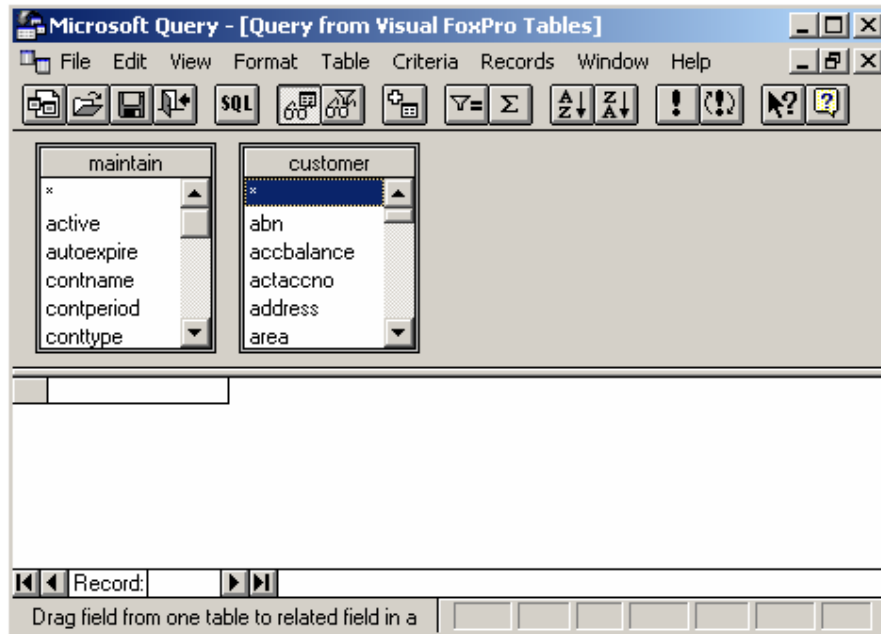 Microsoft Query - [Query from Visual FoxPro Tables]
File Edit View Format Table Criteria Records Window Help
SQL
maintain
*
active
autoexpire
contname
contperiod
conttype
customer
*
abn
accbalance
actaccno
address
area
Record:
Drag field from one table to related field in a